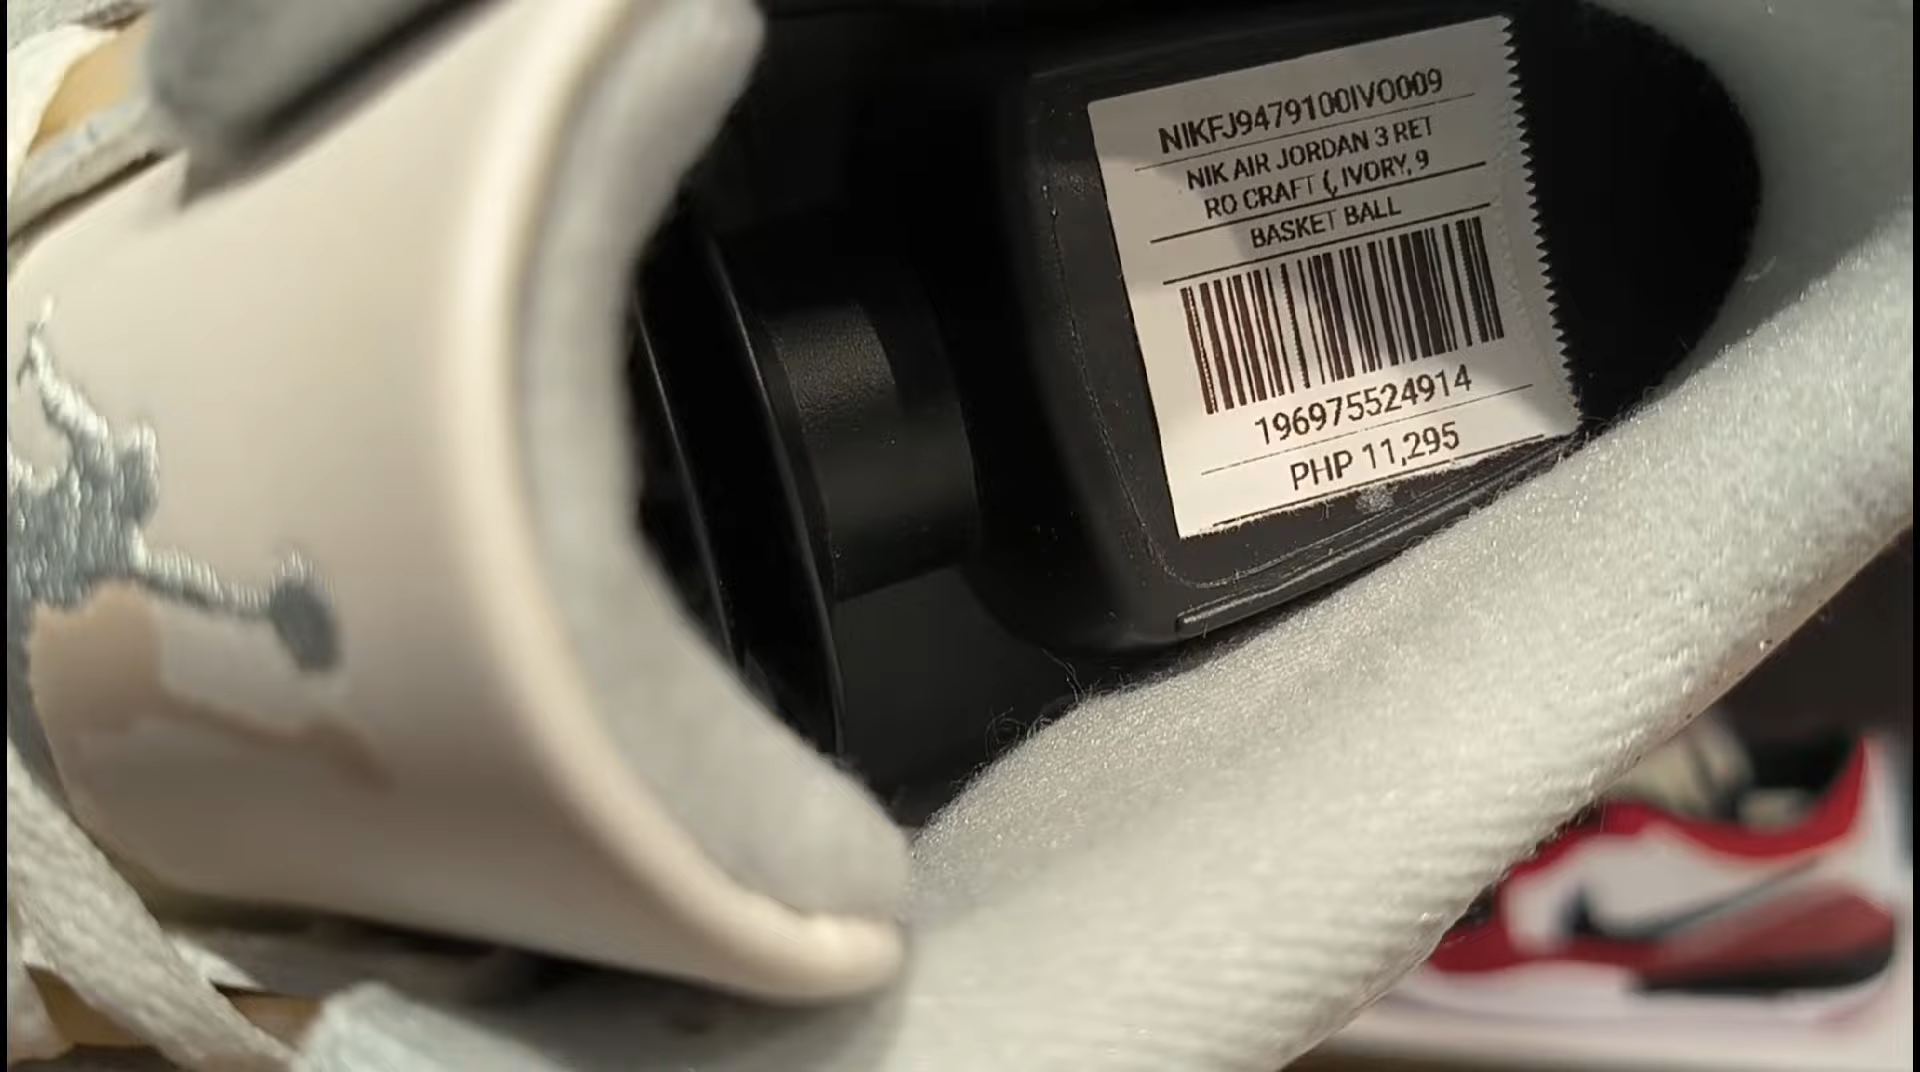 NIKFJ9479100IVO009
NIK AIR JORDAN 3 RET
RO CRAFT (, IVORY, 9
BASKET BALL
196975524914
PHP 11,295